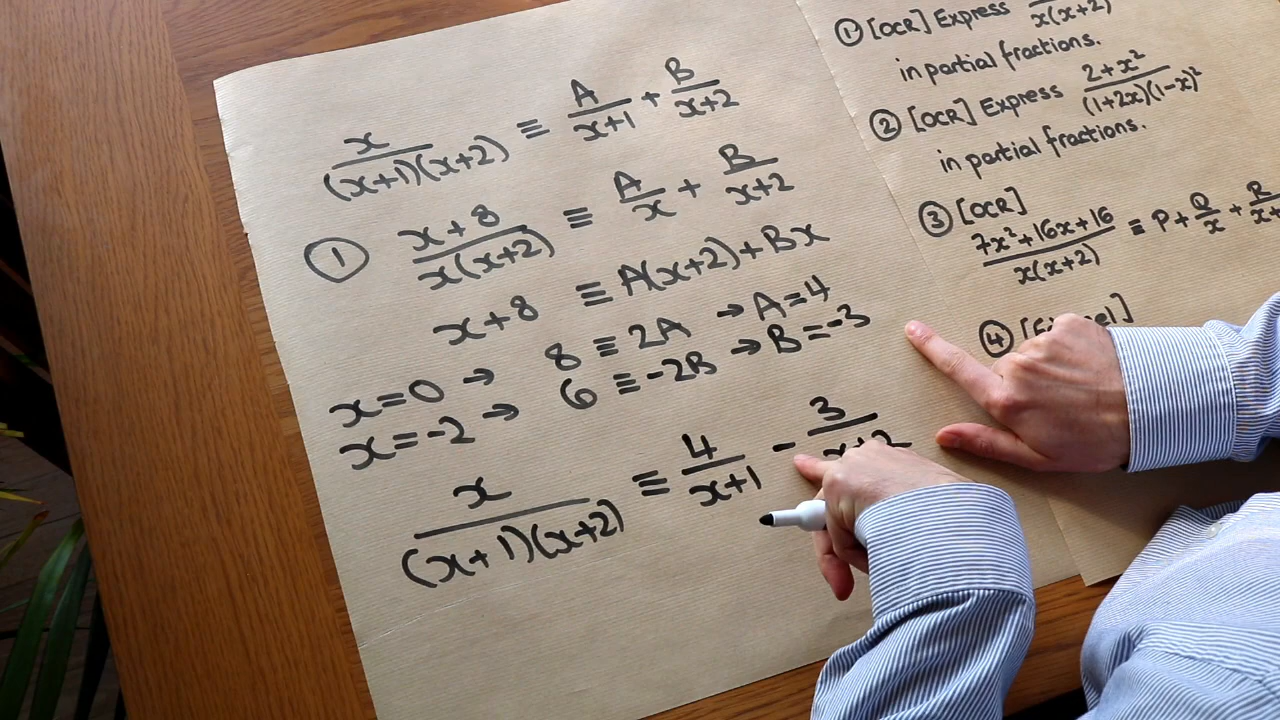 x/((x+1)(x+2)) ≡ A/(x+1) + B/(x+2)
① (x+8)/(x(x+2)) ≡ A/x + B/(x+2)
x+8 ≡ A(x+2)+Bx
x=0 → 8 ≡ 2A → A=4
x=-2 → 6 ≡ -2B → B=-3
x/((x+1)(x+2)) ≡ 4/(x+1) - 3/(x+2)
① [OCR] Express /(x(x+2))
in partial fractions.
② [OCR] Express (2+x²)/((1+2x)(1-x)²)
in partial fractions.
③ [OCR]
(7x²+16x+16)/(x(x+2)) ≡ P + Q/x + R/(x+
④